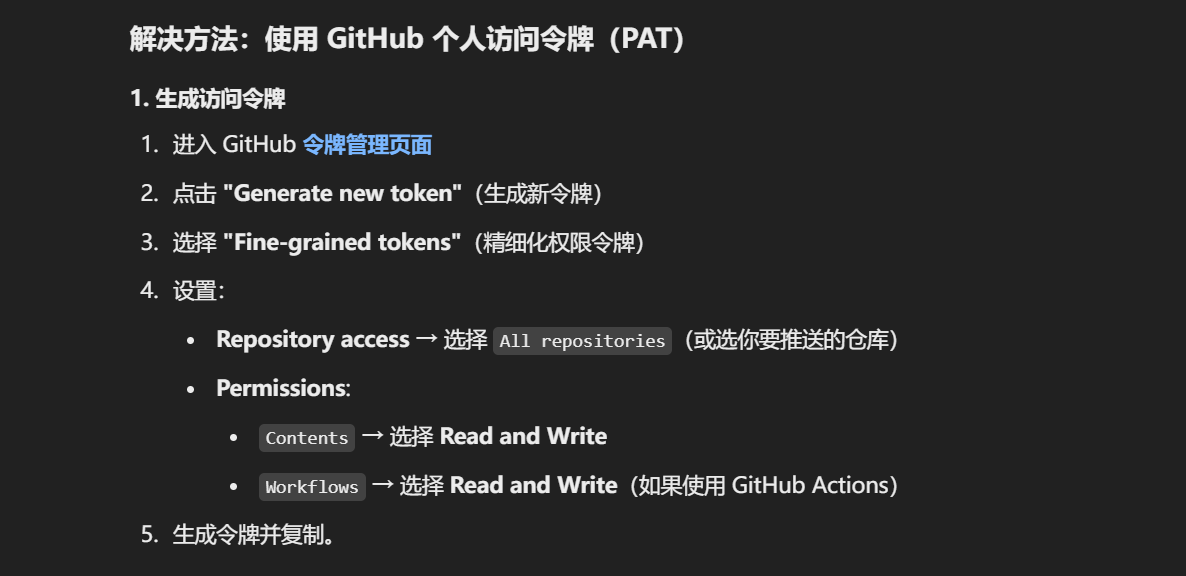 解决方法：使用 GitHub 个人访问令牌（PAT）
1. 生成访问令牌
1. 进入 GitHub 令牌管理页面
2. 点击 "Generate new token"（生成新令牌）
3. 选择 "Fine-grained tokens"（精细化权限令牌）
4. 设置：
• Repository access → 选择 All repositories（或选你要推送的仓库）
• Permissions:
• Contents → 选择 Read and Write
• Workflows → 选择 Read and Write（如果使用 GitHub Actions）
5. 生成令牌并复制。